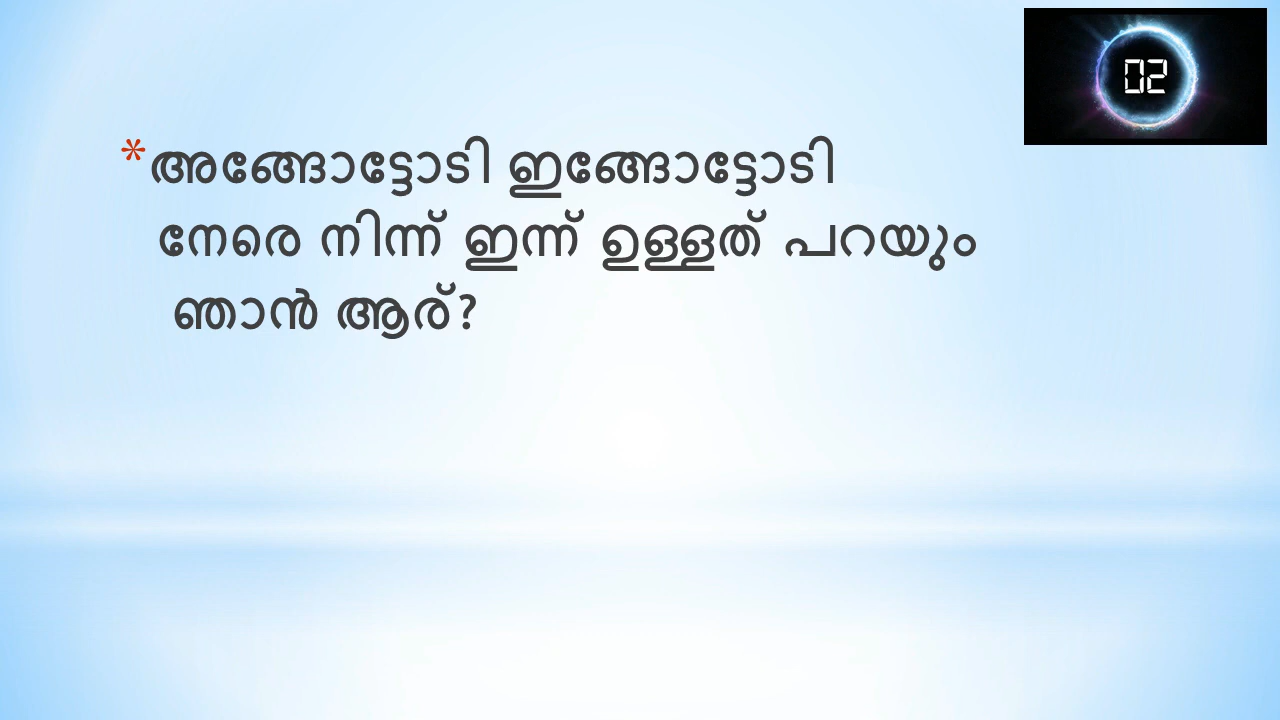 02
*അങ്ങോട്ടോടി ഇങ്ങോട്ടോടി
നേരെ നിന്ന് ഇന്ന് ഉള്ളത് പറയും
ഞാൻ ആര്?